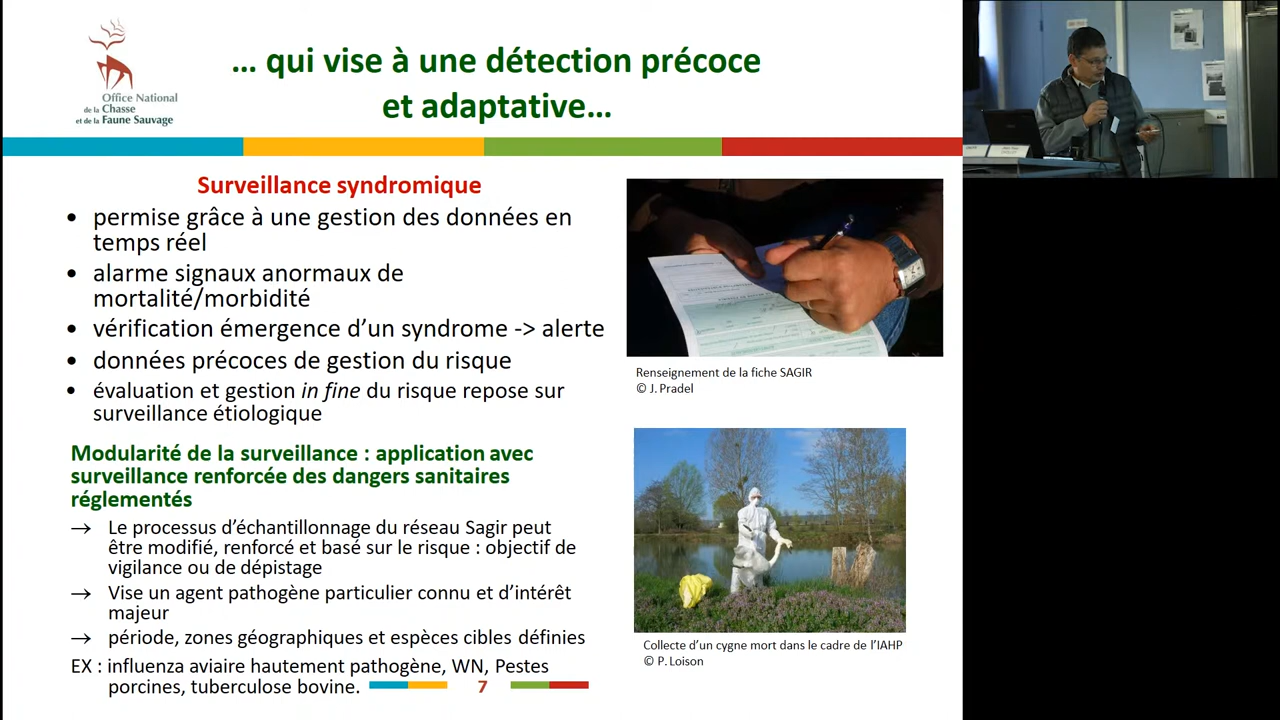 … qui vise à une détection précoce
et adaptative…
Office National
de la Chasse
et de la Faune Sauvage
Surveillance syndromique
• permise grâce à une gestion des données en
temps réel
• alarme signaux anormaux de
mortalité/morbidité
• vérification émergence d’un syndrome -> alerte
• données précoces de gestion du risque
• évaluation et gestion in fine du risque repose sur
surveillance étiologique
Modularité de la surveillance : application avec
surveillance renforcée des dangers sanitaires
réglementés
→ Le processus d’échantillonnage du réseau Sagir peut
être modifié, renforcé et basé sur le risque : objectif de
vigilance ou de dépistage
→ Vise un agent pathogène particulier connu et d’intérêt
majeur
→ période, zones géographiques et espèces cibles définies
EX : influenza aviaire hautement pathogène, WN, Pestes
porcines, tuberculose bovine.
7
Renseignement de la fiche SAGIR
© J. Pradel
Collecte d’un cygne mort dans le cadre de l’IAHP
© P. Loison